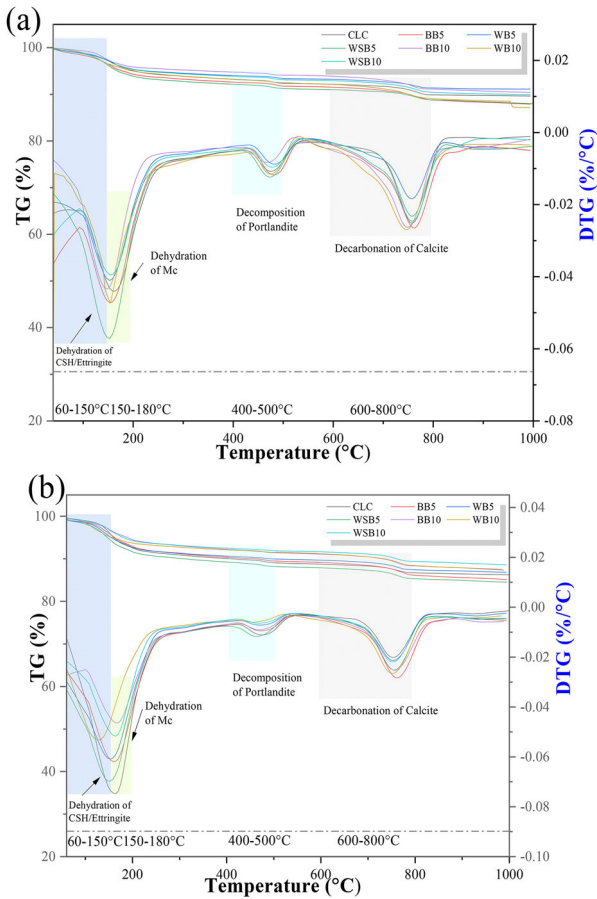 (a)
CLC BB5 WB5
WSB5 BB10 WB10
WSB10
100
80
60
40
20
TG (%)
0.02
0.00
-0.02
-0.04
-0.06
-0.08
DTG (%/°C)
Decomposition
of Portlandite
Decarbonation of Calcite
Dehydration
of Mc
Dehydration of
CSH/Ettringite
60-150°C 150-180°C 400-500°C 600-800°C
200 400 600 800 1000
Temperature (°C)
(b)
CLC BB5 WB5
WSB5 BB10 WB10
WSB10
100
80
60
40
20
TG (%)
0.04
0.02
0.00
-0.02
-0.04
-0.06
-0.08
-0.10
DTG (%/°C)
Decomposition
of Portlandite
Dehydration
of Mc
Decarbonation of Calcite
Dehydration of
CSH/Ettringite
60-150°C 150-180°C 400-500°C 600-800°C
200 400 600 800 1000
Temperature (°C)